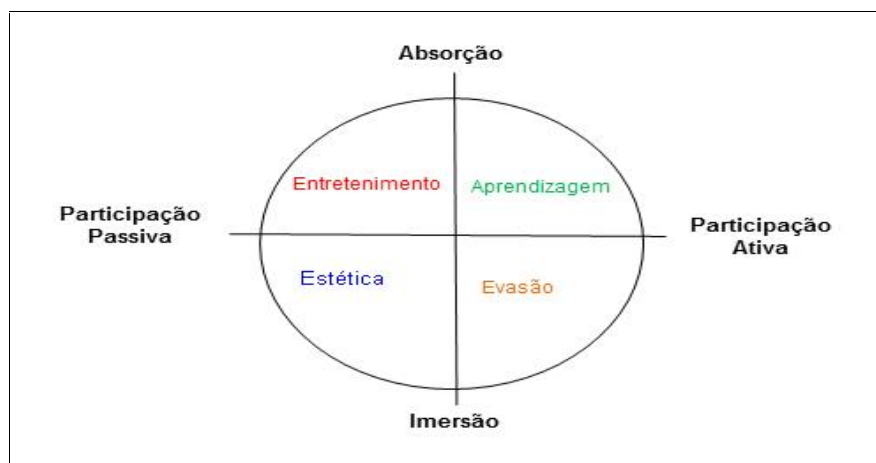 Absorção
Entretenimento
Aprendizagem
Participação
Passiva
Participação
Ativa
Estética
Evasão
Imersão